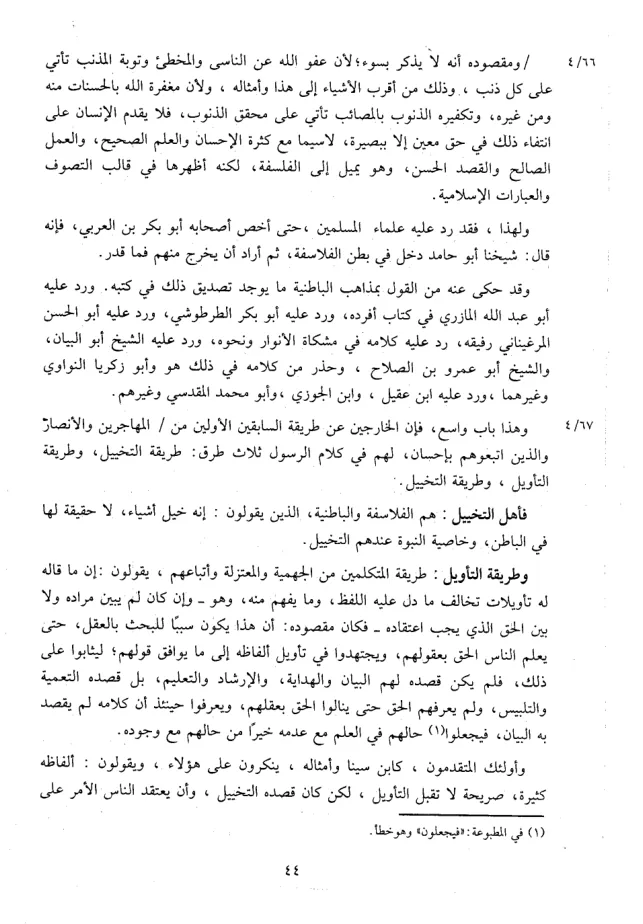 ٤/٦٦ / ومقصوده أنه لا يذكر بسوء؛ لأن عفو الله عن الناسى والمخطئ وتوبة المذنب تأتي
على كل ذنب ، وذلك من أقرب الأشياء إلى هذا وأمثاله ، ولأن مغفرة الله بالحسنات منه
ومن غيره، وتكفيره الذنوب بالمصائب تأتي على محقق الذنوب، فلا يقدم الإنسان على
انتفاء ذلك في حق معين إلا ببصيرة، لاسيما مع كثرة الإحسان والعلم الصحيح، والعمل
الصالح والقصد الحسن، وهو يميل إلى الفلسفة، لكنه أظهرها في قالب التصوف
والعبارات الإسلامية.
ولهذا ، فقد رد عليه علماء المسلمين ،حتى أخص أصحابه أبو بكر بن العربي، فإنه
قال: شيخنا أبو حامد دخل في بطن الفلاسفة، ثم أراد أن يخرج منهم فما قدر.
وقد حكى عنه من القول بمذاهب الباطنية ما يوجد تصديق ذلك في كتبه. ورد عليه
أبو عبد الله المازري في كتاب أفرده، ورد عليه أبو بكر الطرطوشي، ورد عليه أبو الحسن
المرغيناني رفيقه، رد عليه كلامه في مشكاة الأنوار ونحوه، ورد عليه الشيخ أبو البيان،
والشيخ أبو عمرو بن الصلاح ، وحذر من كلامه في ذلك هو وأبو زكريا النواوي
وغيرهما ،ورد عليه ابن عقيل ، وابن الجوزي ،وأبو محمد المقدسي وغيرهم.
٤/٦٧ وهذا باب واسع، فإن الخارجين عن طريقة السابقين الأولين من / المهاجرين والأنصار
والذين اتبعوهم بإحسان، لهم في كلام الرسول ثلاث طرق: طريقة التخييل، وطريقة
التأويل ، وطريقة التخييل.
فأهل التخييل : هم الفلاسفة والباطنية، الذين يقولون : إنه خيل أشياء، لا حقيقة لها
في الباطن، وخاصية النبوة عندهم التخييل.
وطريقة التأويل : طريقة المتكلمين من الجهمية والمعتزلة وأتباعهم ، يقولون :إن ما قاله
له تأويلات تخالف ما دل عليه اللفظ، وما يفهم منه، وهو ـ وإن كان لم يبين مراده ولا
بين الحق الذي يجب اعتقاده ـ فكان مقصوده: أن هذا يكون سببًا للبحث بالعقل، حتى
يعلم الناس الحق بعقولهم، ويجتهدوا في تأويل ألفاظه إلى ما يوافق قولهم؛ ليثابوا على
ذلك، فلم يكن قصده لهم البيان والهداية، والإرشاد والتعليم، بل قصده التعمية
والتلبيس، ولم يعرفهم الحق حتى ينالوا الحق بعقلهم، ويعرفوا حينئذ أن كلامه لم يقصد
به البيان، فيجعلوا(١) حالهم في العلم مع عدمه خيرًا من حالهم مع وجوده.
وأولئك المتقدمون ، كابن سينا وأمثاله ، ينكرون على هؤلاء ، ويقولون : ألفاظه
كثيرة، صريحة لا تقبل التأويل ، لكن كان قصده التخييل ، وأن يعتقد الناس الأمر على
(١) في المطبوعة: «فيجعلون» وهو خطأ.
٤٤